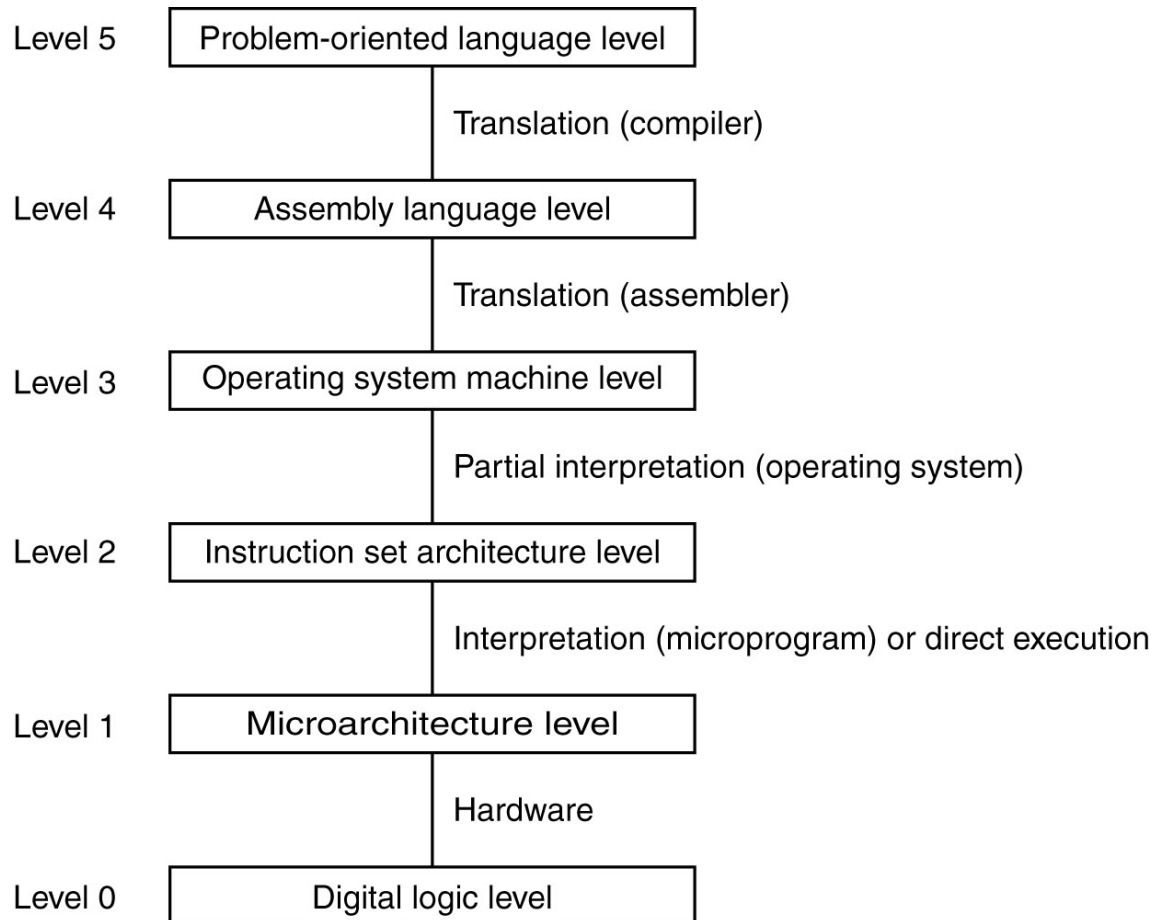 Level 5 Problem-oriented language level
Translation (compiler)
Level 4 Assembly language level
Translation (assembler)
Level 3 Operating system machine level
Partial interpretation (operating system)
Level 2 Instruction set architecture level
Interpretation (microprogram) or direct execution
Level 1 Microarchitecture level
Hardware
Level 0 Digital logic level